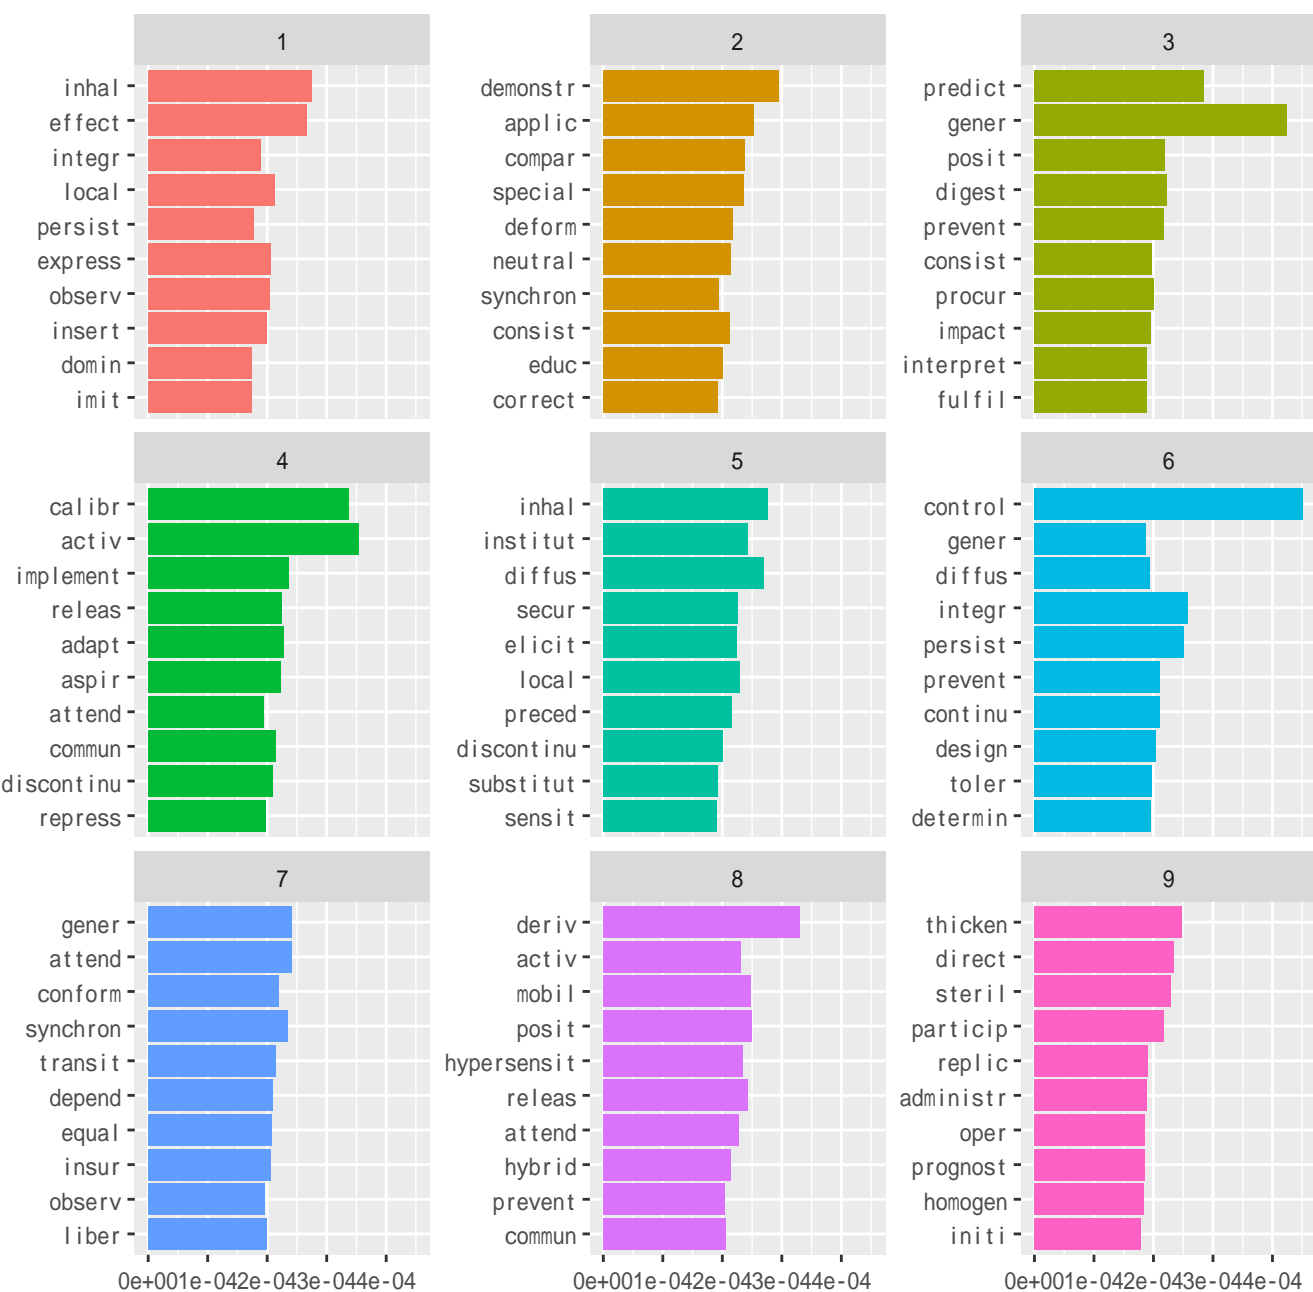 1
inhal
effect
integr
local
persist
express
observ
insert
domin
imit
2
demonstr
applic
compar
special
deform
neutral
synchron
consist
educ
correct
3
predict
gener
posit
digest
prevent
consist
procur
impact
interpret
fulfil
4
calibr
activ
implement
releas
adapt
aspir
attend
commun
discontinu
repress
5
inhal
institut
diffus
secur
elicit
local
preced
discontinu
substitut
sensit
6
control
gener
diffus
integr
persist
prevent
continu
design
toler
determin
7
gener
attend
conform
synchron
transit
depend
equal
insur
observ
liber
0e+001e-042e-043e-044e-04
8
deriv
activ
mobil
posit
hypersensit
releas
attend
hybrid
prevent
commun
0e+001e-042e-043e-044e-04
9
thicken
direct
steril
particip
replic
administr
oper
prognost
homogen
initi
0e+001e-042e-043e-044e-04